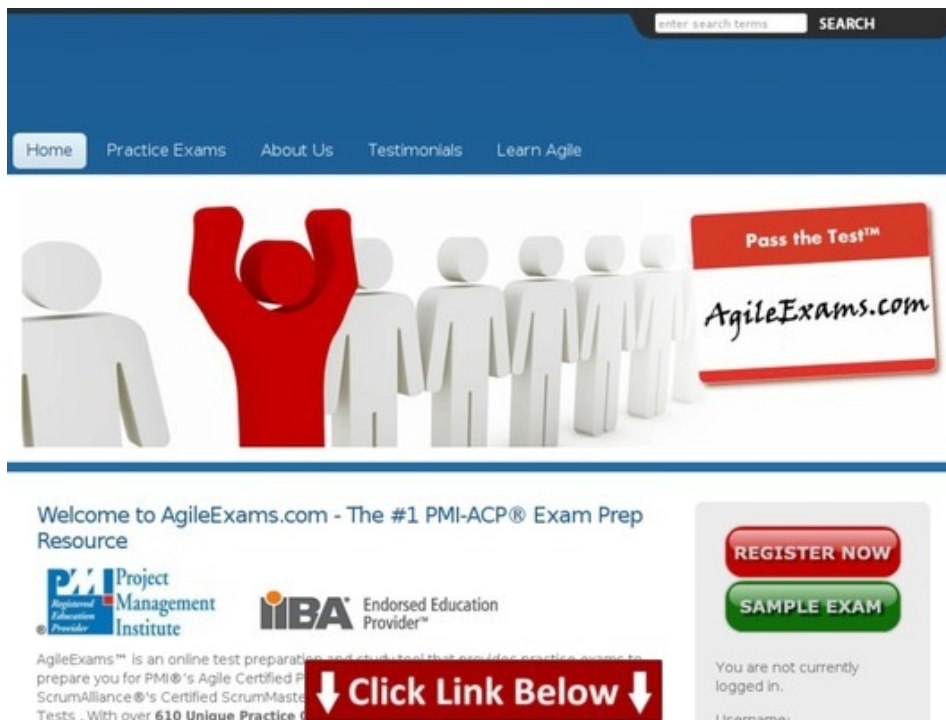 enter search terms SEARCH
Home Practice Exams About Us Testimonials Learn Agile
Pass the Test™
AgileExams.com
Welcome to AgileExams.com - The #1 PMI-ACP® Exam Prep
Resource
PMI Registered Education Provider ®
Project
Management
Institute
IIBA® Endorsed Education
Provider™
AgileExams™ is an online test preparation and study tool that provides practice exams to
prepare you for PMI®'s Agile Certified P
ScrumAlliance®'s Certified ScrumMaste
Tests . With over 610 Unique Practice
Click Link Below
REGISTER NOW
SAMPLE EXAM
You are not currently
logged in.
Username: